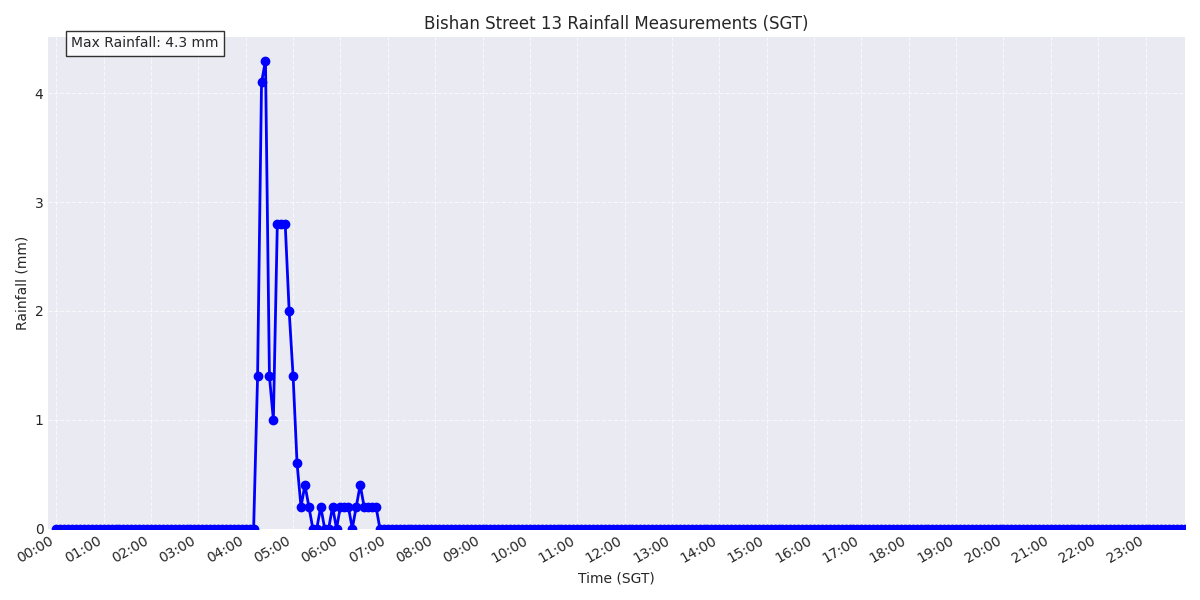 Bishan Street 13 Rainfall Measurements (SGT)
Max Rainfall: 4.3 mm
Rainfall (mm)
4
3
2
1
0
00:00 01:00 02:00 03:00 04:00 05:00 06:00 07:00 08:00 09:00 10:00 11:00 12:00 13:00 14:00 15:00 16:00 17:00 18:00 19:00 20:00 21:00 22:00 23:00
Time (SGT)